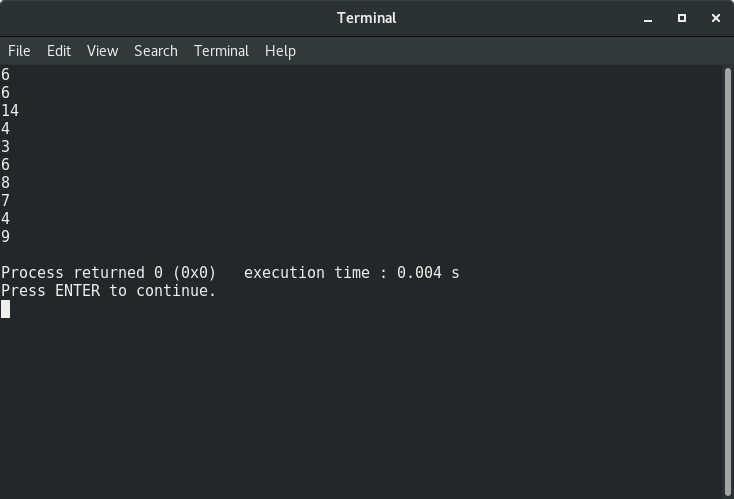 Terminal
File Edit View Search Terminal Help
6
6
14
4
3
6
8
7
4
9
Process returned 0 (0x0)   execution time : 0.004 s
Press ENTER to continue.